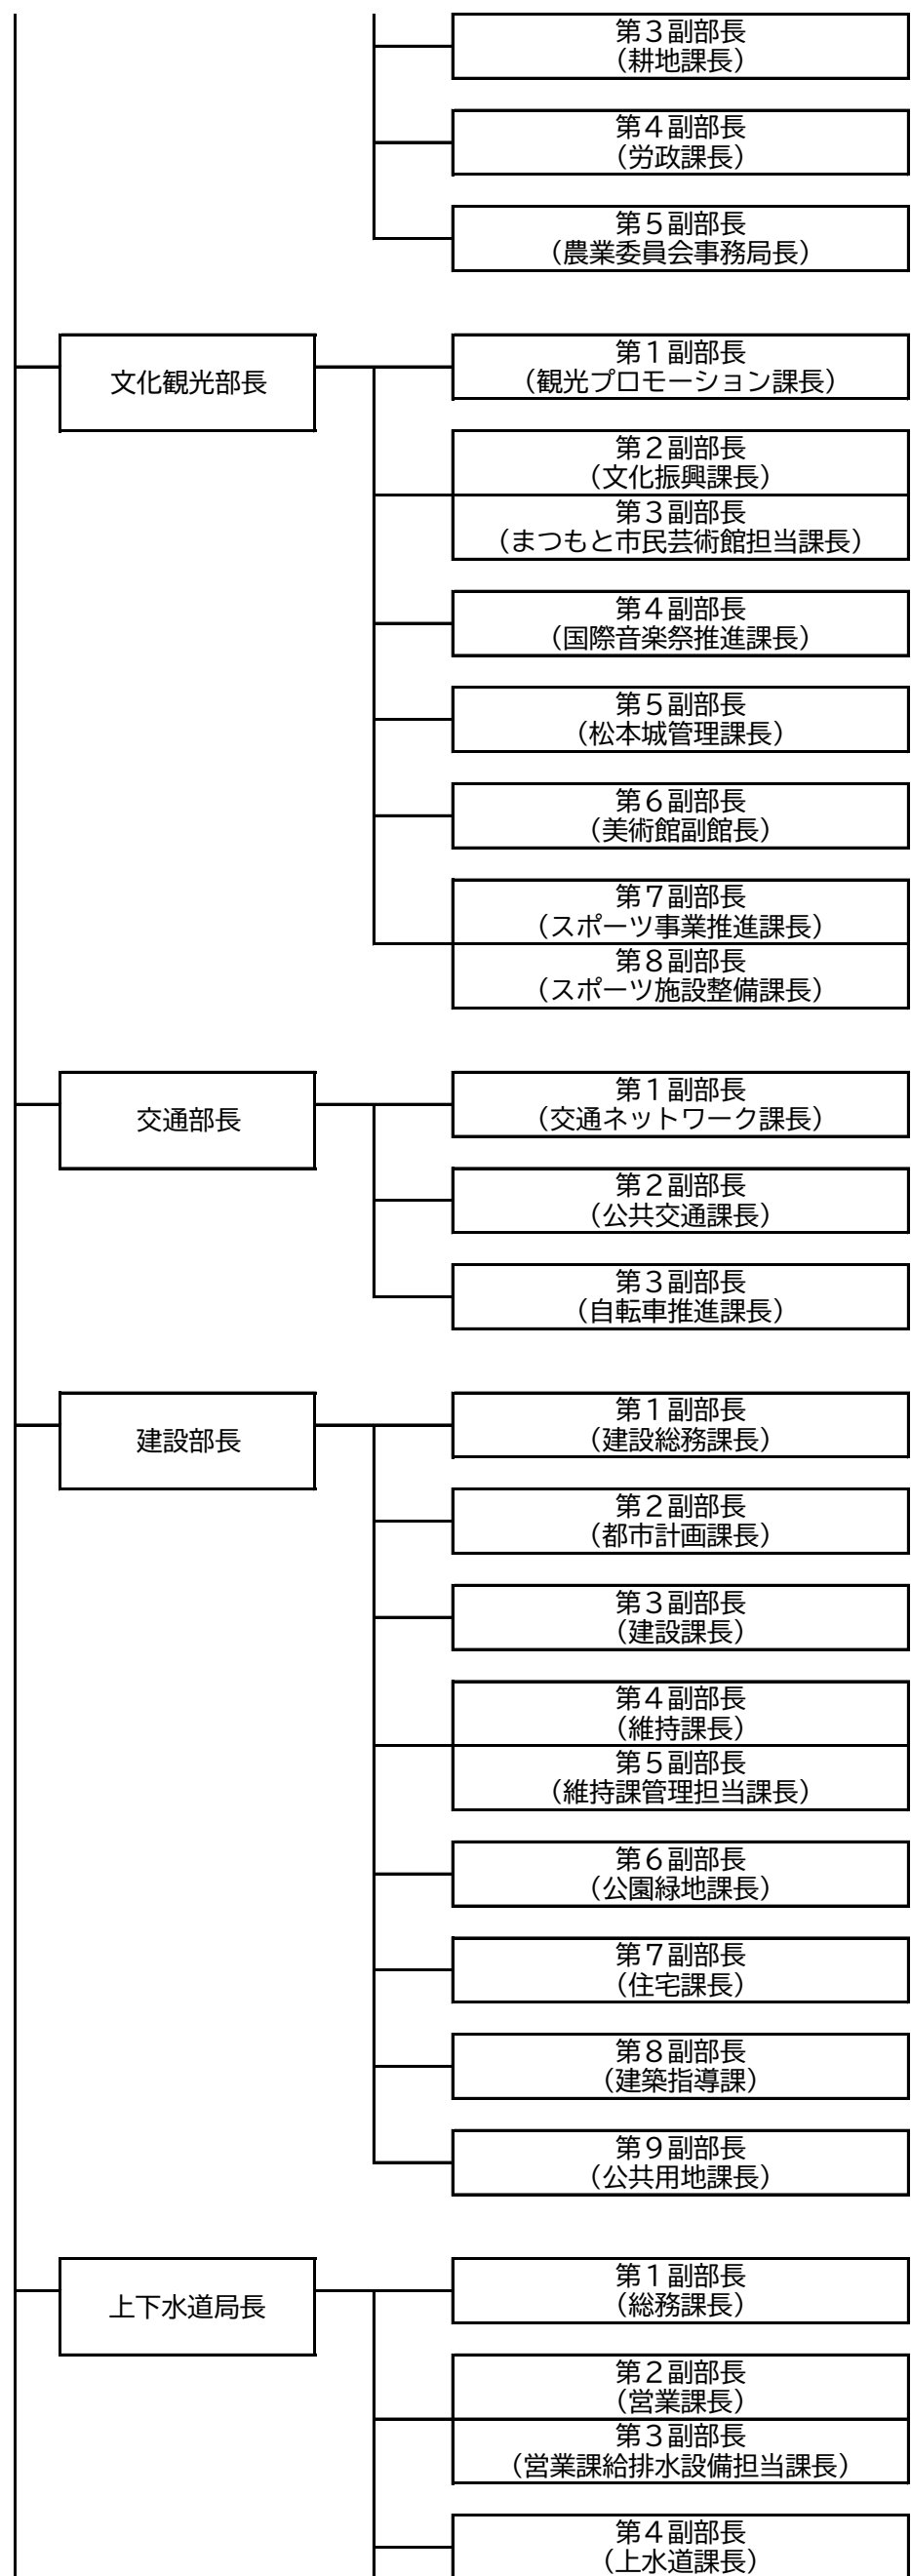 第３副部長
（耕地課長）
第４副部長
（労政課長）
第５副部長
（農業委員会事務局長）
文化観光部長
第１副部長
（観光プロモーション課長）
第２副部長
（文化振興課長）
第３副部長
（まつもと市民芸術館担当課長）
第４副部長
（国際音楽祭推進課長）
第５副部長
（松本城管理課長）
第６副部長
（美術館副館長）
第７副部長
（スポーツ事業推進課長）
第８副部長
（スポーツ施設整備課長）
交通部長
第１副部長
（交通ネットワーク課長）
第２副部長
（公共交通課長）
第３副部長
（自転車推進課長）
建設部長
第１副部長
（建設総務課長）
第２副部長
（都市計画課長）
第３副部長
（建設課長）
第４副部長
（維持課長）
第５副部長
（維持課管理担当課長）
第６副部長
（公園緑地課長）
第７副部長
（住宅課長）
第８副部長
（建築指導課）
第９副部長
（公共用地課長）
上下水道局長
第１副部長
（総務課長）
第２副部長
（営業課長）
第３副部長
（営業課給排水設備担当課長）
第４副部長
（上水道課長）